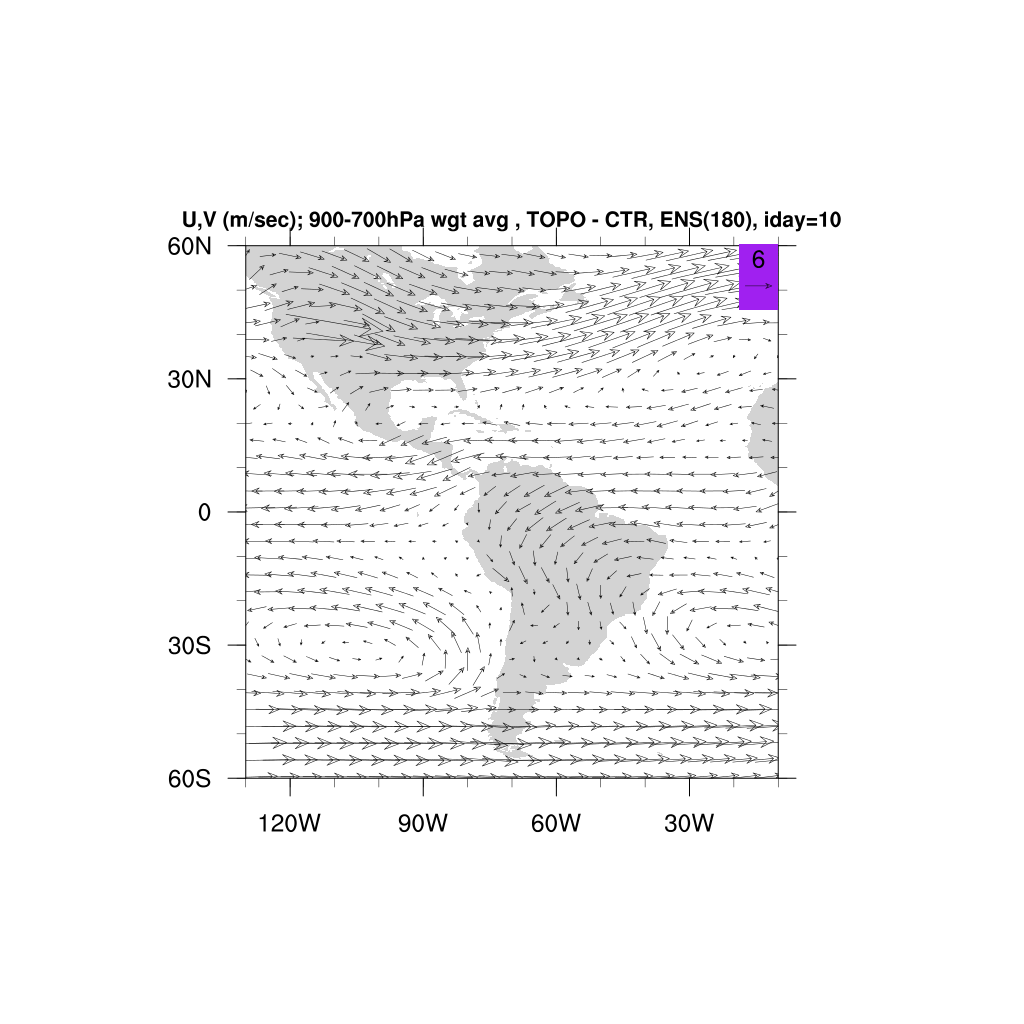 U,V (m/sec); 900-700hPa wgt avg , TOPO - CTR, ENS(180), iday=10
60N
6
30N
0
30S
60S
120W 90W 60W 30W